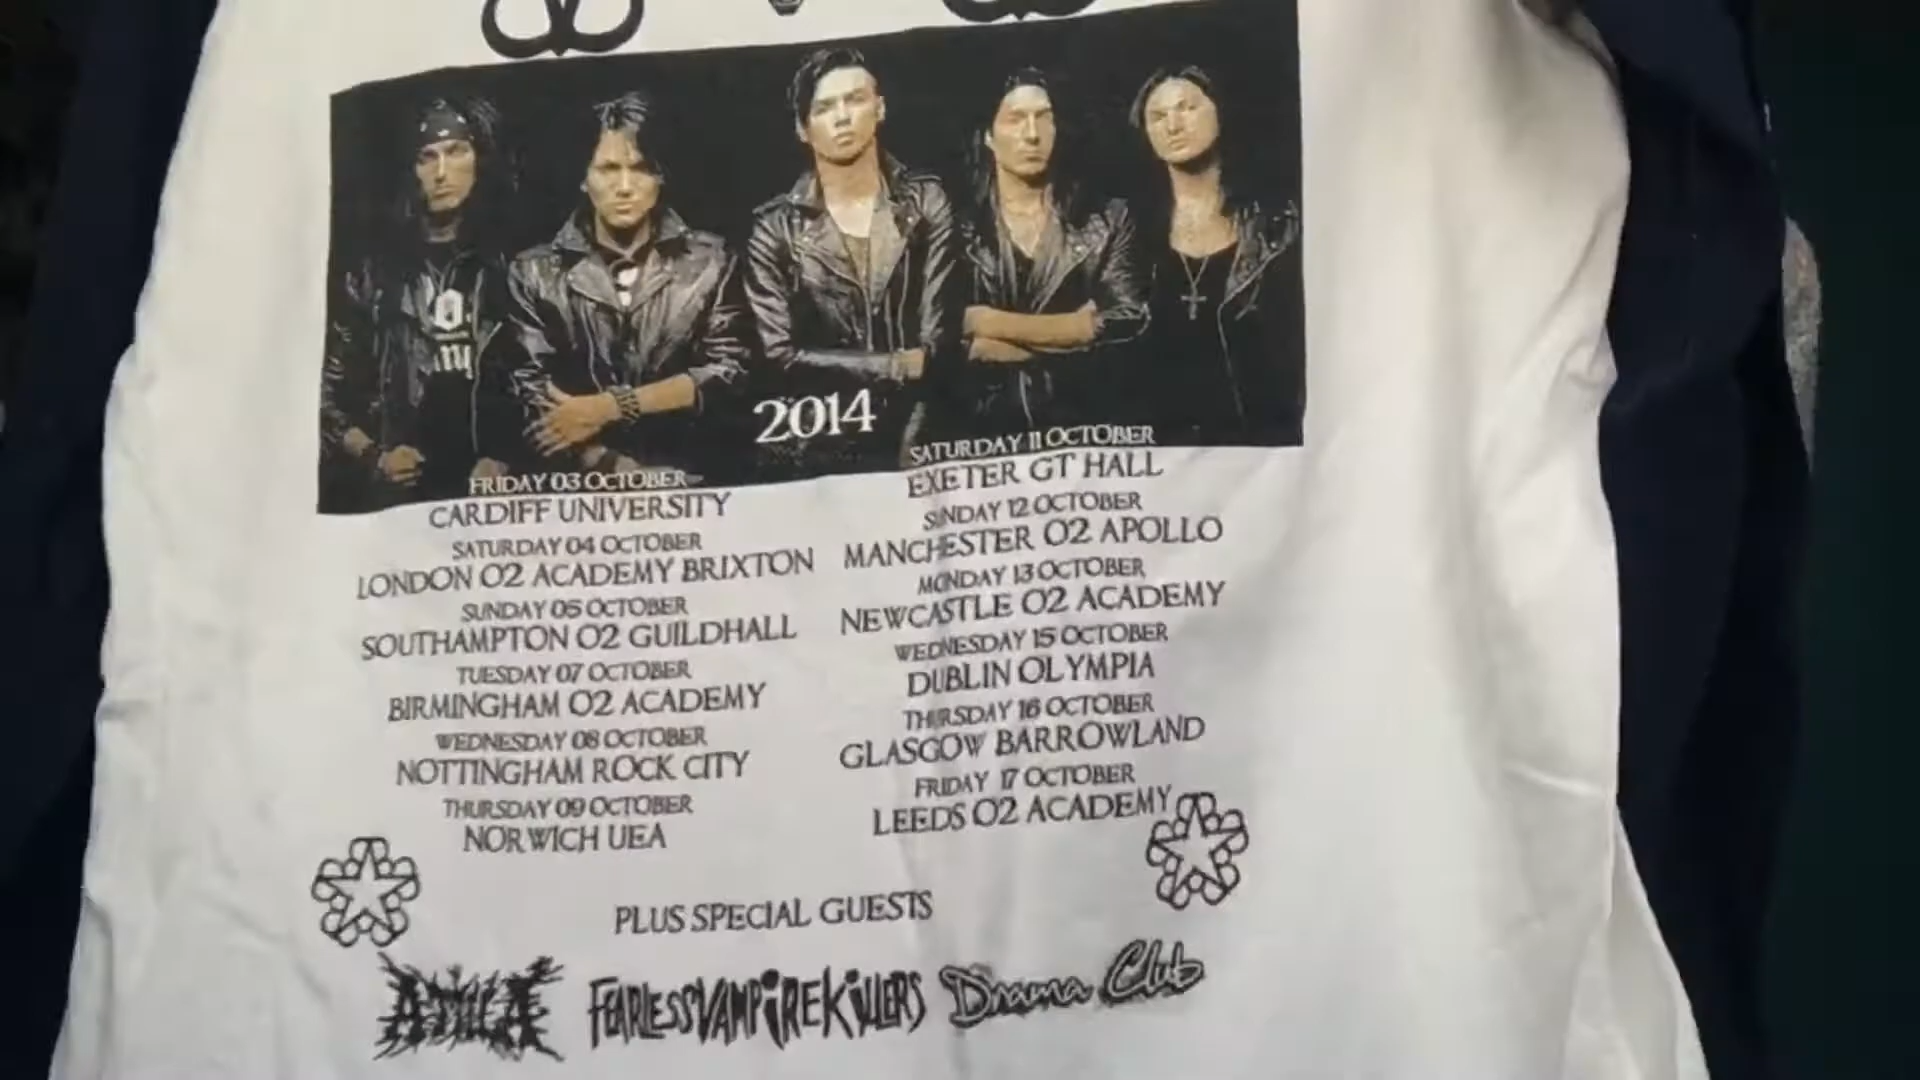 2014
FRIDAY 03 OCTOBER
CARDIFF UNIVERSITY
SATURDAY 04 OCTOBER
LONDON O2 ACADEMY BRIXTON
SUNDAY 05 OCTOBER
SOUTHAMPTON O2 GUILDHALL
TUESDAY 07 OCTOBER
BIRMINGHAM O2 ACADEMY
WEDNESDAY 08 OCTOBER
NOTTINGHAM ROCK CITY
THURSDAY 09 OCTOBER
NORWICH UEA
SATURDAY 11 OCTOBER
EXETER GT HALL
SUNDAY 12 OCTOBER
MANCHESTER O2 APOLLO
MONDAY 13 OCTOBER
NEWCASTLE O2 ACADEMY
WEDNESDAY 15 OCTOBER
DUBLIN OLYMPIA
THURSDAY 16 OCTOBER
GLASGOW BARROWLAND
FRIDAY 17 OCTOBER
LEEDS O2 ACADEMY
PLUS SPECIAL GUESTS
ATTILA FEARLESS VAMPiRE KiLLERS Drama Club